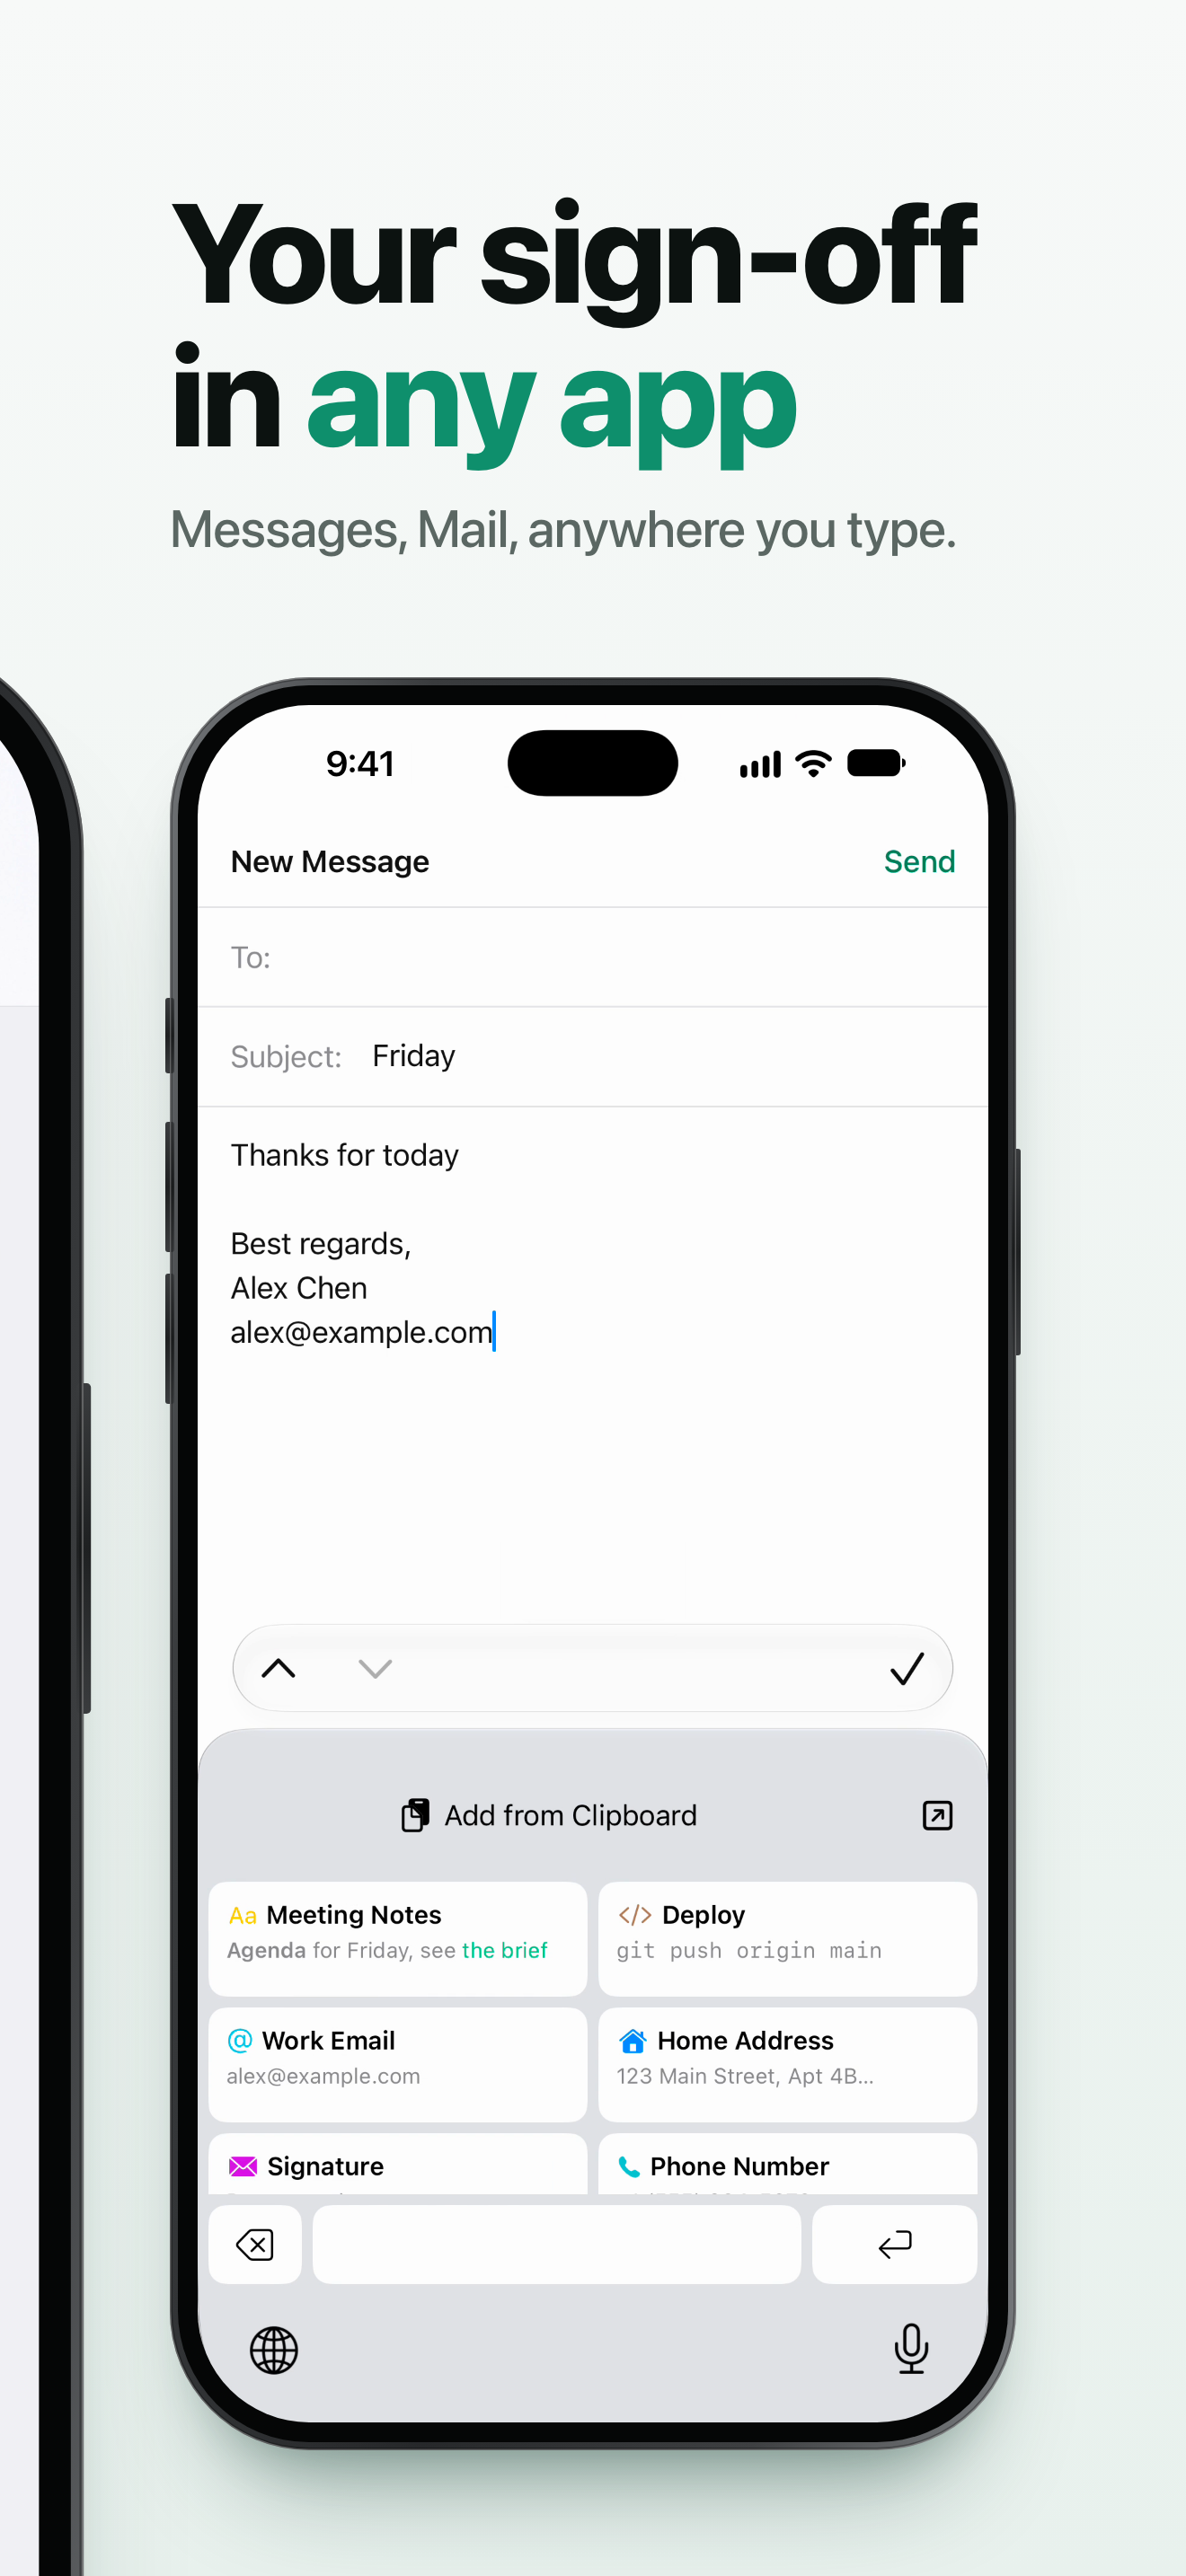 Your sign-off
in any app
Messages, Mail, anywhere you type.
9:41
New Message
Send
To:
Subject: Friday
Thanks for today
Best regards,
Alex Chen
alex@example.com
Add from Clipboard
Aa Meeting Notes
Agenda for Friday, see the brief
</> Deploy
git push origin main
@ Work Email
alex@example.com
Home Address
123 Main Street, Apt 4B...
Signature
Phone Number